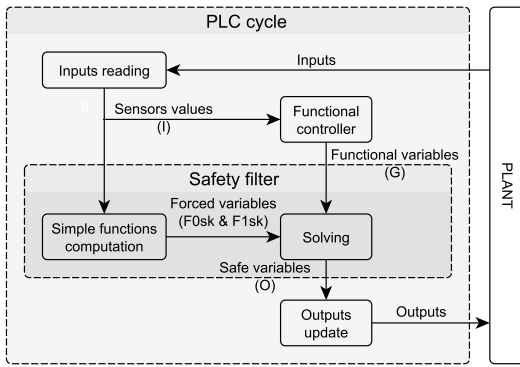 PLC cycle
Inputs reading
Inputs
Sensors values
(I)
Functional
controller
Functional variables
(G)
Safety filter
Forced variables
(F0sk & F1sk)
Simple functions
computation
Solving
Safe variables
(O)
Outputs
update
Outputs
PLANT